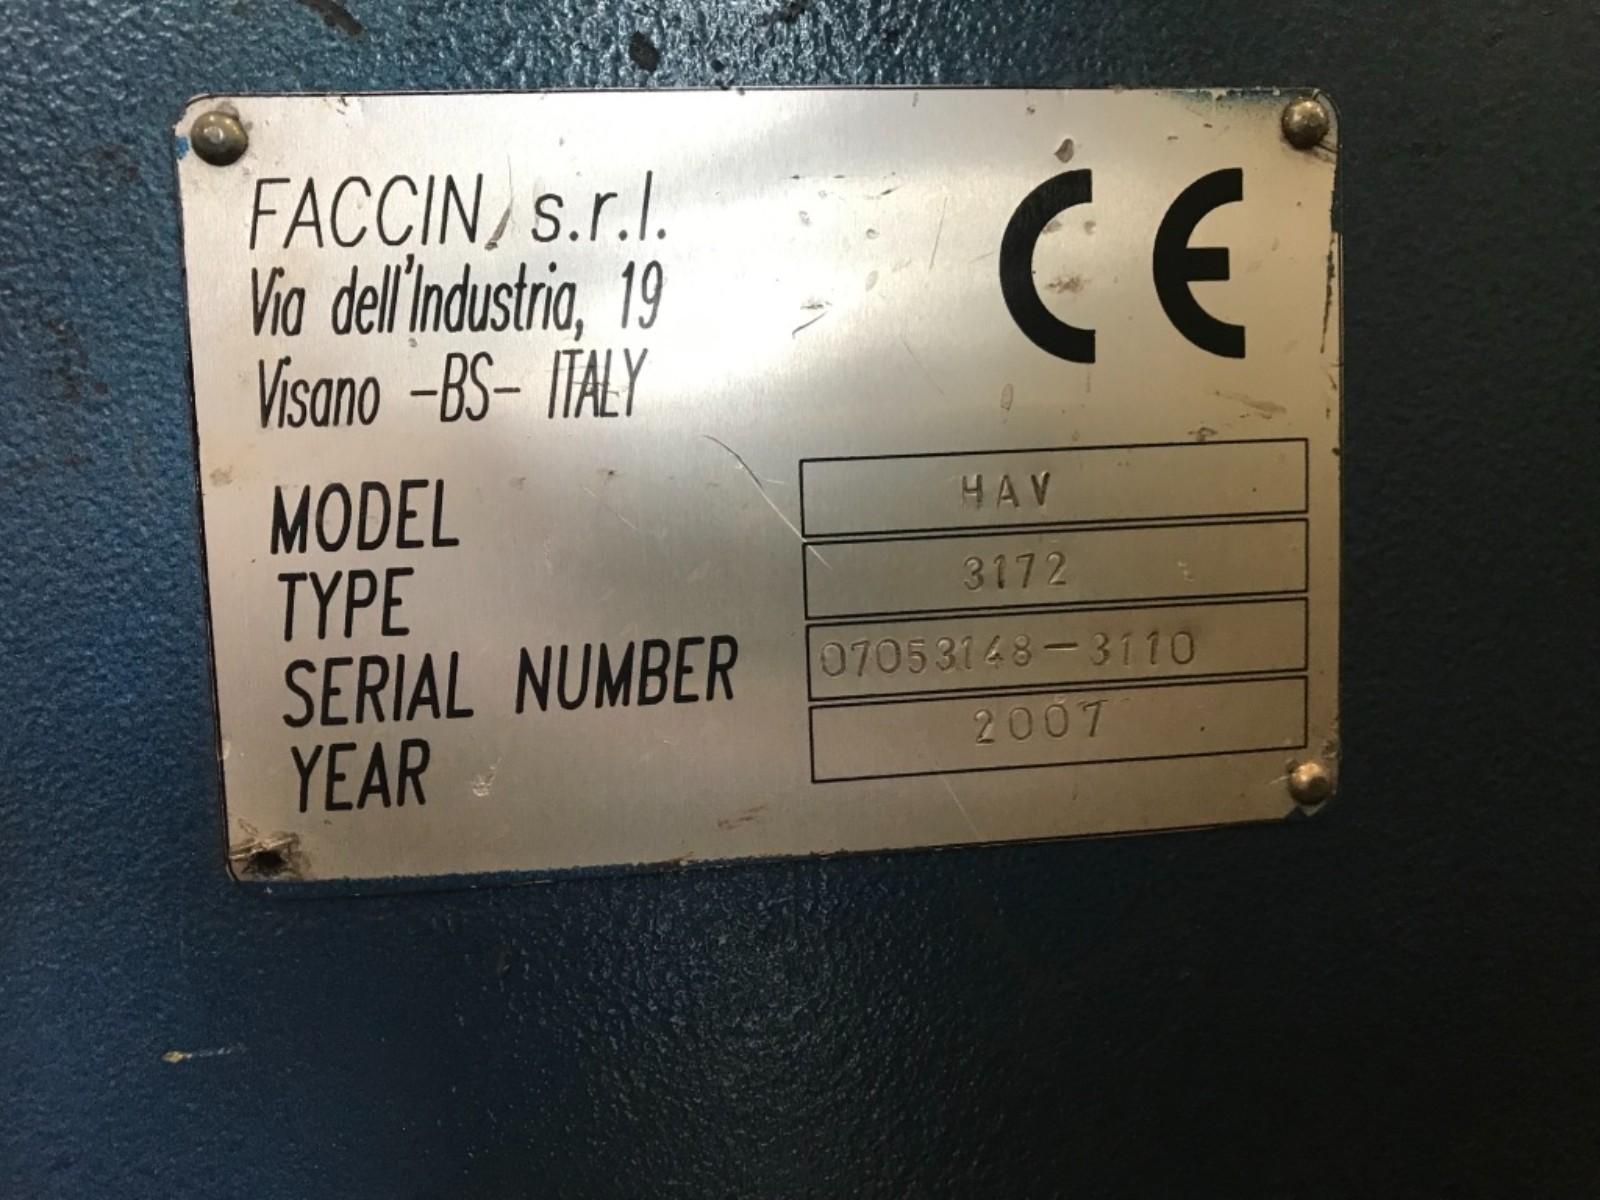 FACCIN s.r.l.
Via dell'Industria, 19
Visano -BS- ITALY
CE
MODEL HAV
TYPE 3172
SERIAL NUMBER 07053148-3110
YEAR 2007